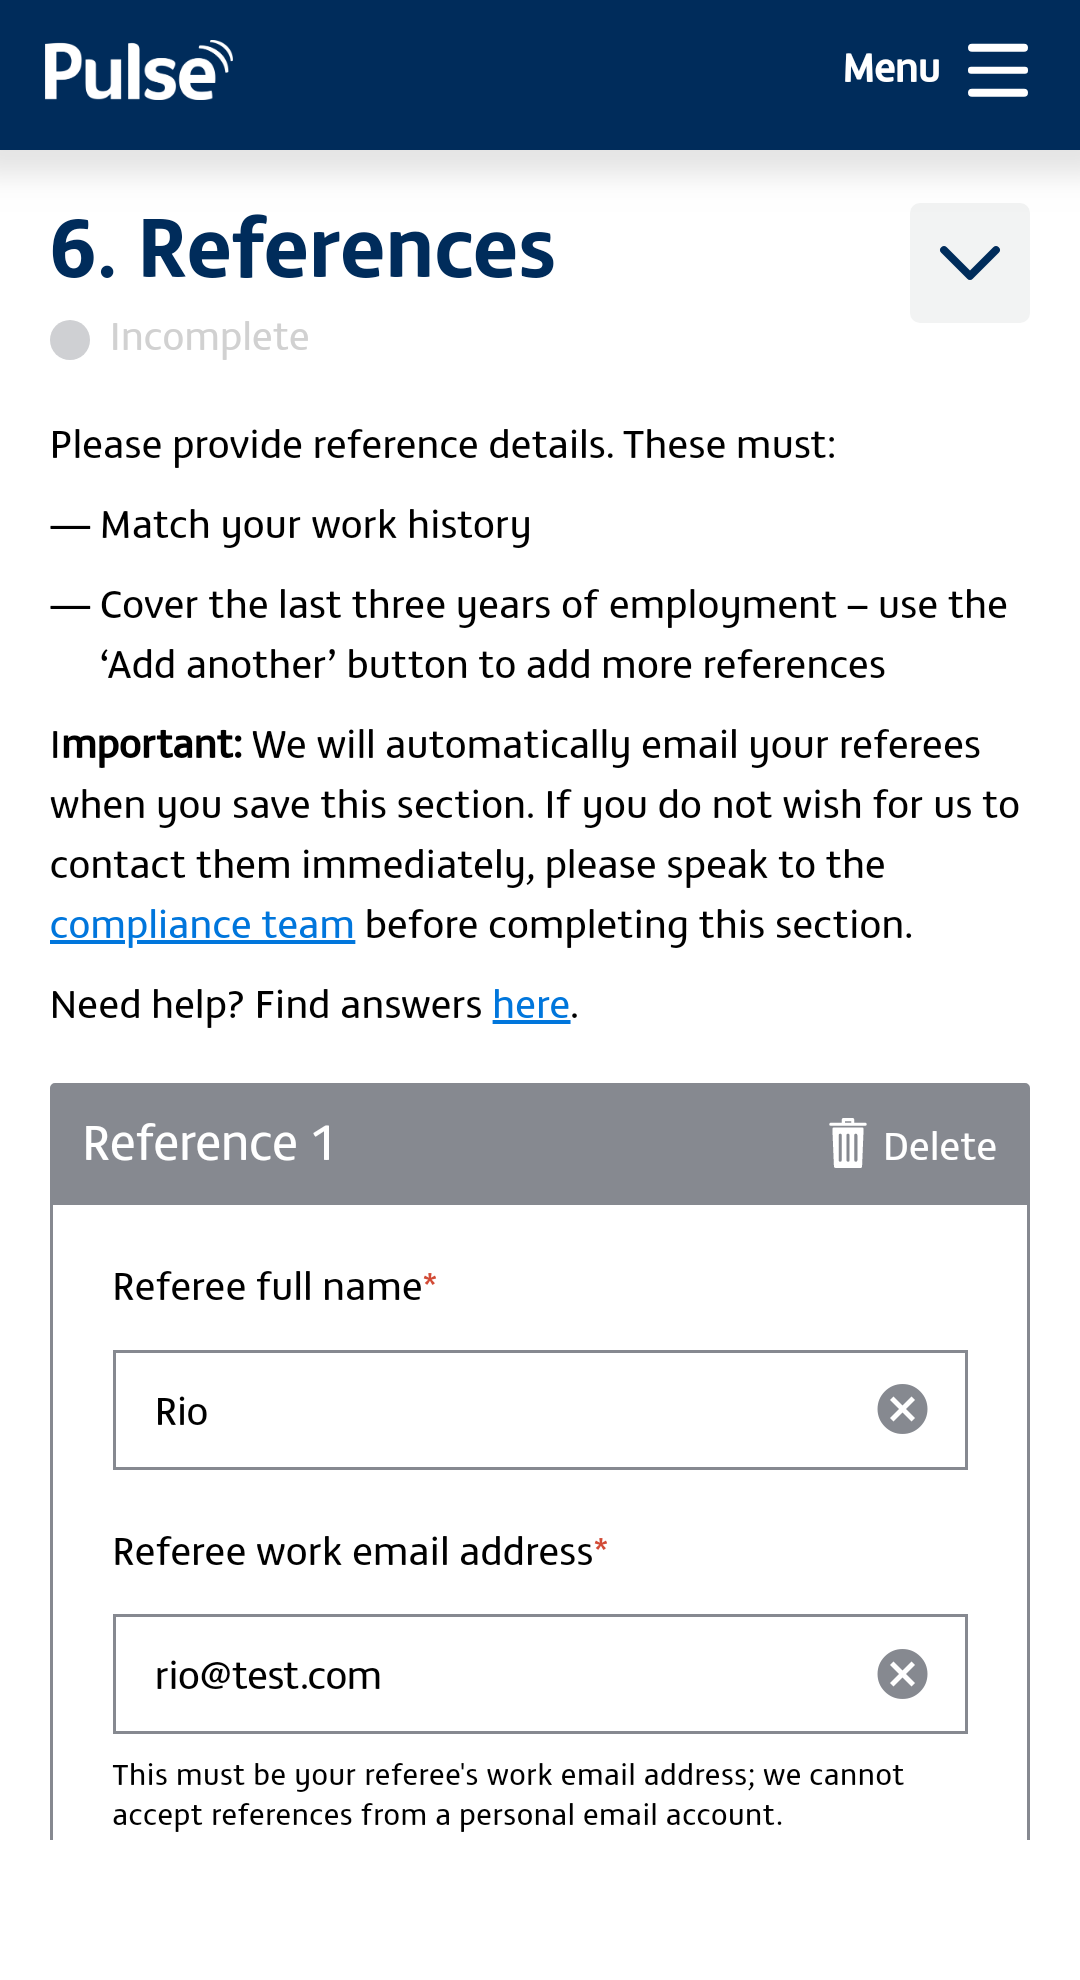 Pulse
Menu
6. References
Incomplete
Please provide reference details. These must:
— Match your work history
— Cover the last three years of employment – use the
‘Add another’ button to add more references
Important: We will automatically email your referees
when you save this section. If you do not wish for us to
contact them immediately, please speak to the
compliance team before completing this section.
Need help? Find answers here.
Reference 1
Delete
Referee full name*
Rio
Referee work email address*
rio@test.com
This must be your referee's work email address; we cannot
accept references from a personal email account.